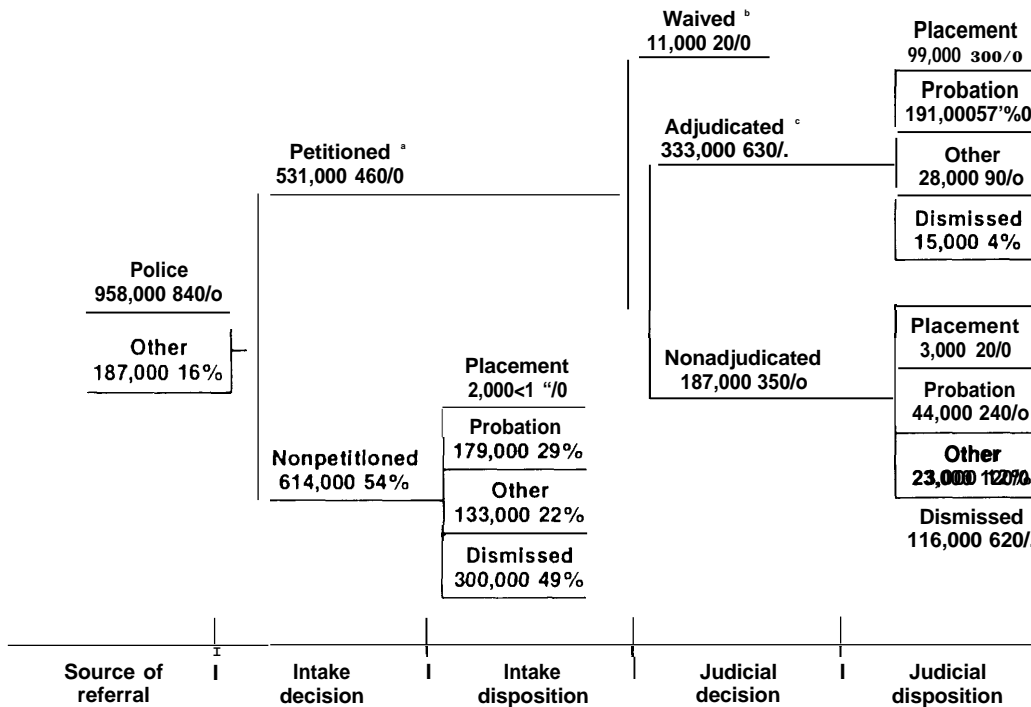 Police
958,000 840/o
Other
187,000 16%
Petitioned a
531,000 460/0
Nonpetitioned
614,000 54%
Placement
2,000<1 “/0
Probation
179,000 29%
Other
133,000 22%
Dismissed
300,000 49%
Waived b
11,000 20/0
Adjudicated c
333,000 630/.
Nonadjudicated
187,000 350/o
Placement
99,000 300/0
Probation
191,00057'%0
Other
28,000 90/o
Dismissed
15,000 4%
Placement
3,000 20/0
Probation
44,000 240/o
Other
Dismissed
116,000 620/.
Source of
referral
Intake
decision
Intake
disposition
Judicial
decision
Judicial
disposition